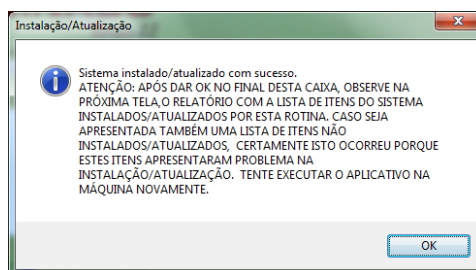 Instalação/Atualização
Sistema instalado/atualizado com sucesso.
ATENÇÃO: APÓS DAR OK NO FINAL DESTA CAIXA, OBSERVE NA
PRÓXIMA TELA,O RELATÓRIO COM A LISTA DE ITENS DO SISTEMA
INSTALADOS/ATUALIZADOS POR ESTA ROTINA. CASO SEJA
APRESENTADA TAMBÉM UMA LISTA DE ITENS NÃO
INSTALADOS/ATUALIZADOS,  CERTAMENTE ISTO OCORREU PORQUE
ESTES ITENS APRESENTARAM PROBLEMA NA
INSTALAÇÃO/ATUALIZAÇÃO.  TENTE EXECUTAR O APLICATIVO NA
MÁQUINA NOVAMENTE.
OK